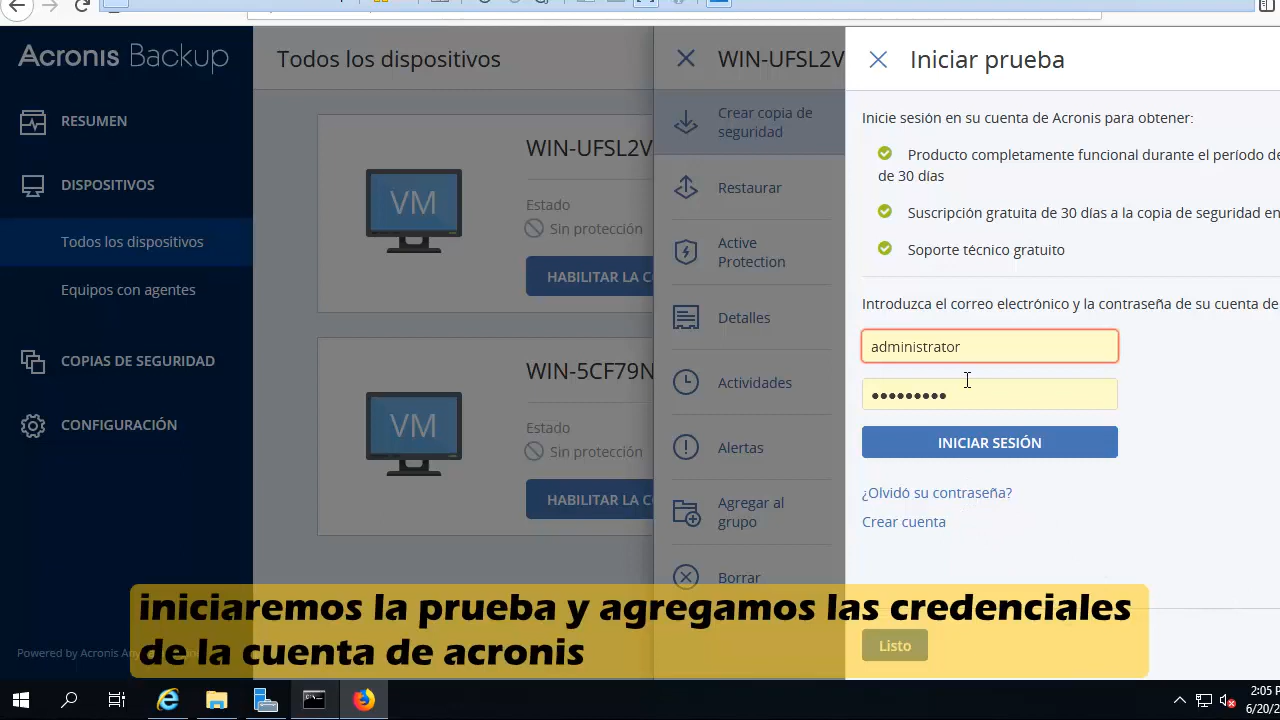 Acronis Backup
RESUMEN
DISPOSITIVOS
Todos los dispositivos
Equipos con agentes
COPIAS DE SEGURIDAD
CONFIGURACIÓN
Powered by Acronis
Todos los dispositivos
WIN-UFSL2V
VM
Estado
Sin protección
HABILITAR LA C
WIN-5CF79N
VM
Estado
Sin protección
HABILITAR LA C
WIN-UFSL2V
Crear copia de
seguridad
Restaurar
Active
Protection
Detalles
Actividades
Alertas
Agregar al
grupo
Borrar
Iniciar prueba
Inicie sesión en su cuenta de Acronis para obtener:
Producto completamente funcional durante el período de
de 30 días
Suscripción gratuita de 30 días a la copia de seguridad en
Soporte técnico gratuito
Introduzca el correo electrónico y la contraseña de su cuenta de
administrator
●●●●●●●●●
INICIAR SESIÓN
¿Olvidó su contraseña?
Crear cuenta
Listo
iniciaremos la prueba y agregamos las credenciales
de la cuenta de acronis
2:05 P
6/20/2